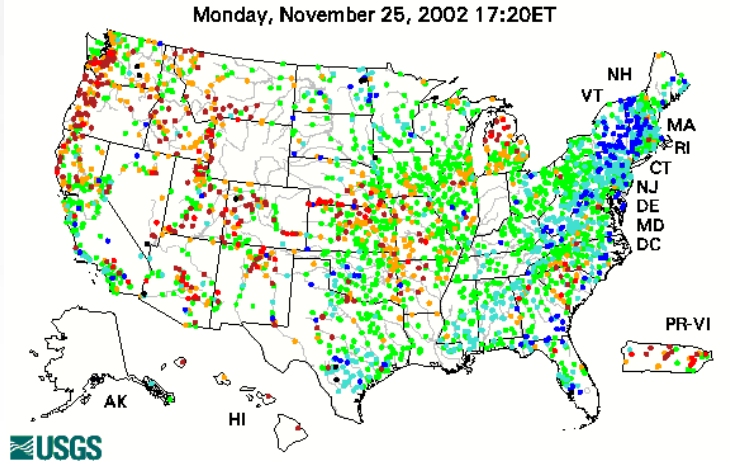 Monday, November 25, 2002 17:20ET
NH
VT
MA
RI
CT
NJ
DE
MD
DC
PR-VI
AK
HI
USGS